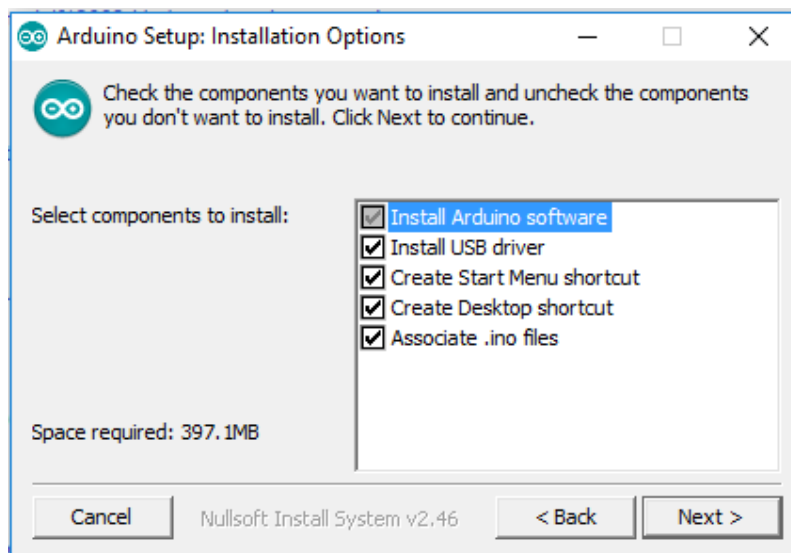 Arduino Setup: Installation Options
Check the components you want to install and uncheck the components
you don't want to install. Click Next to continue.
Select components to install:
Install Arduino software
Install USB driver
Create Start Menu shortcut
Create Desktop shortcut
Associate .ino files
Space required: 397.1MB
Cancel
Nullsoft Install System v2.46
< Back
Next >